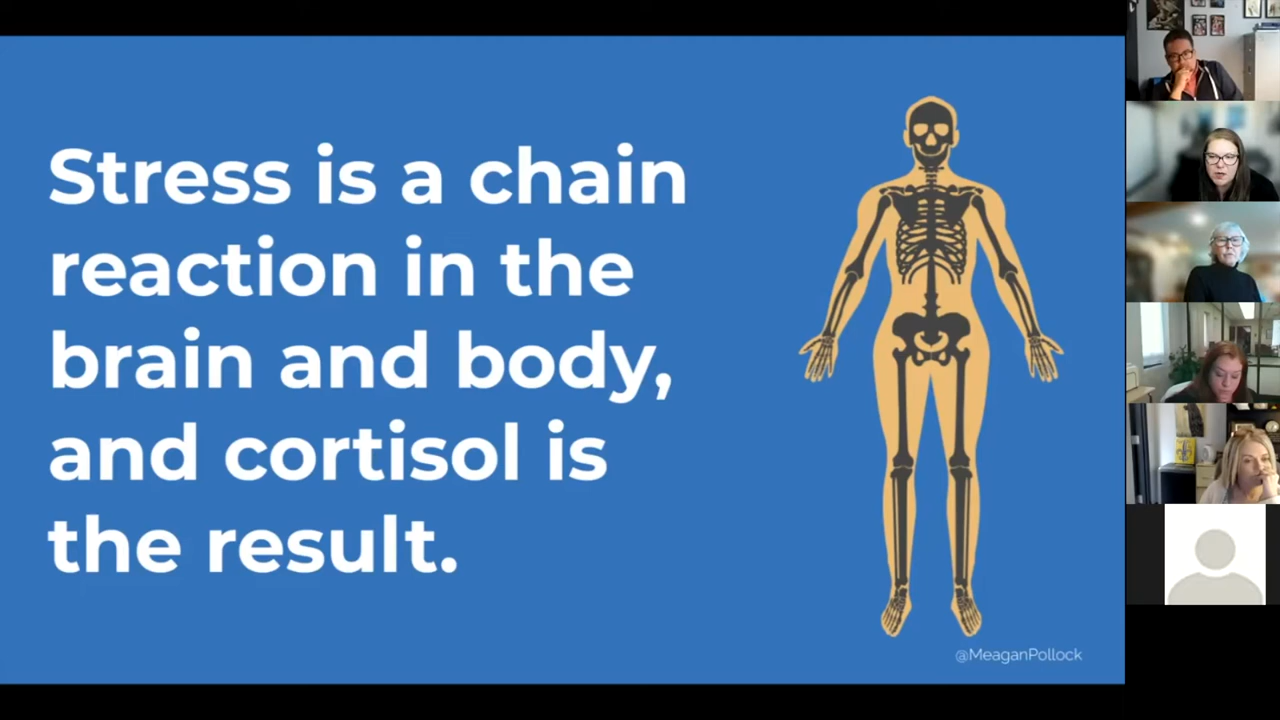 Stress is a chain
reaction in the
brain and body,
and cortisol is
the result.
@MeaganPollock